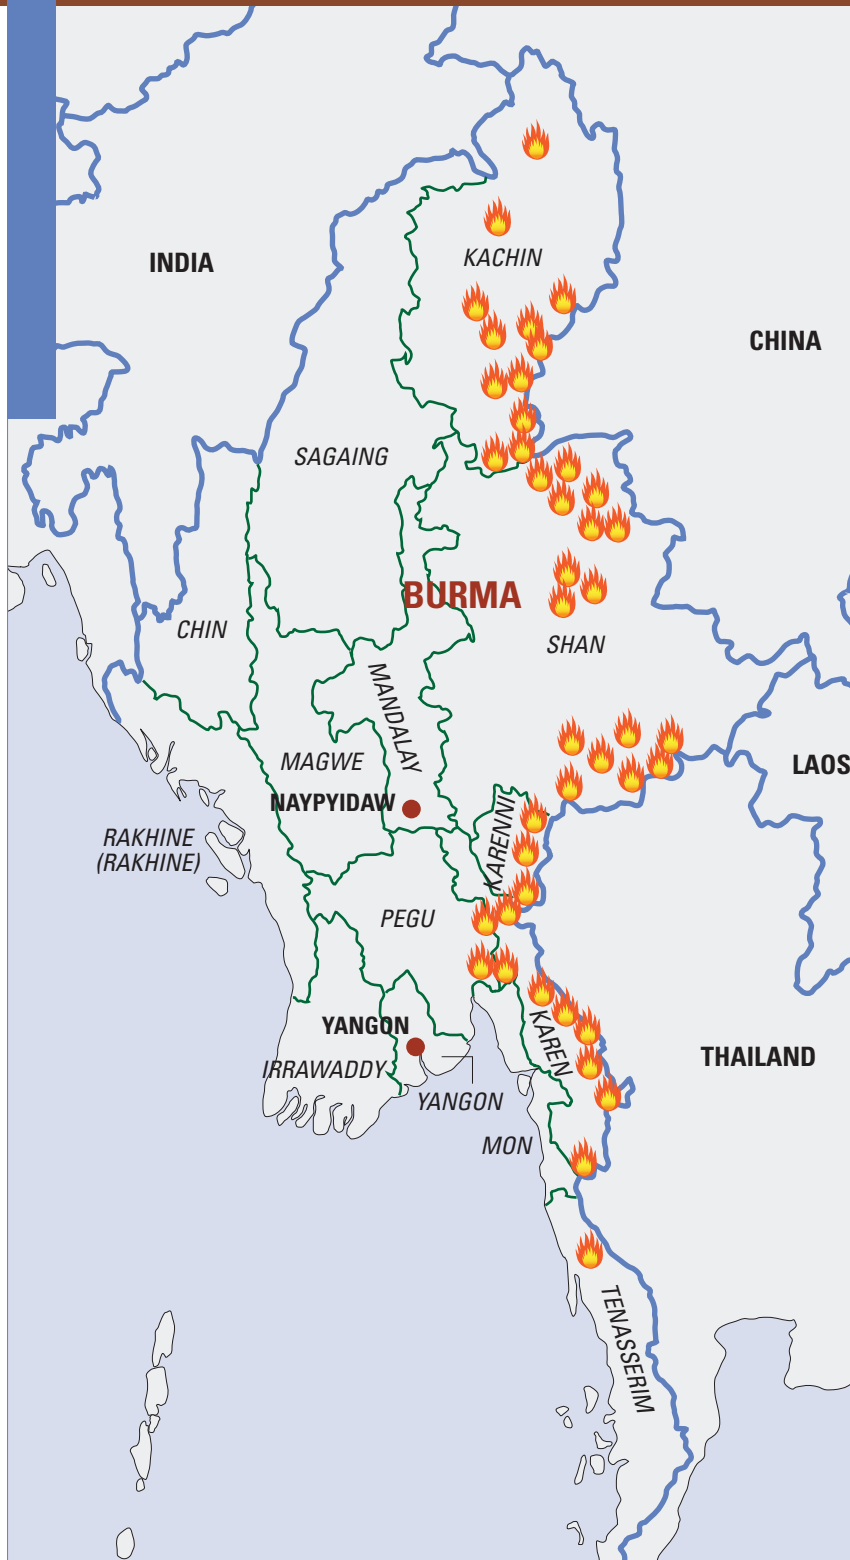 INDIA
KACHIN
CHINA
SAGAING
BURMA
CHIN
SHAN
MANDALAY
MAGWE
LAOS
NAYPYIDAW
KARENNI
RAKHINE
(RAKHINE)
PEGU
YANGON
KAREN
THAILAND
IRRAWADDY
YANGON
MON
TENASSERIM